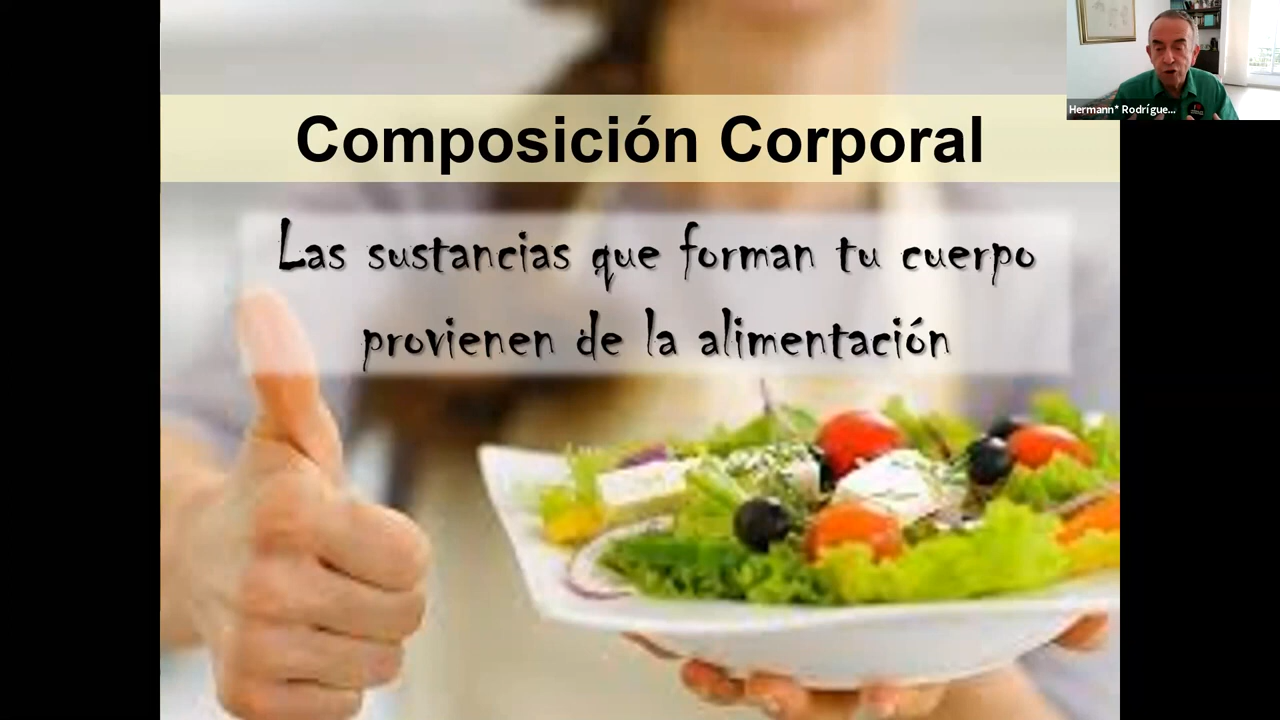 Composición Corporal
Las sustancias que forman tu cuerpo
provienen de la alimentación
Hermann* Rodrígue...